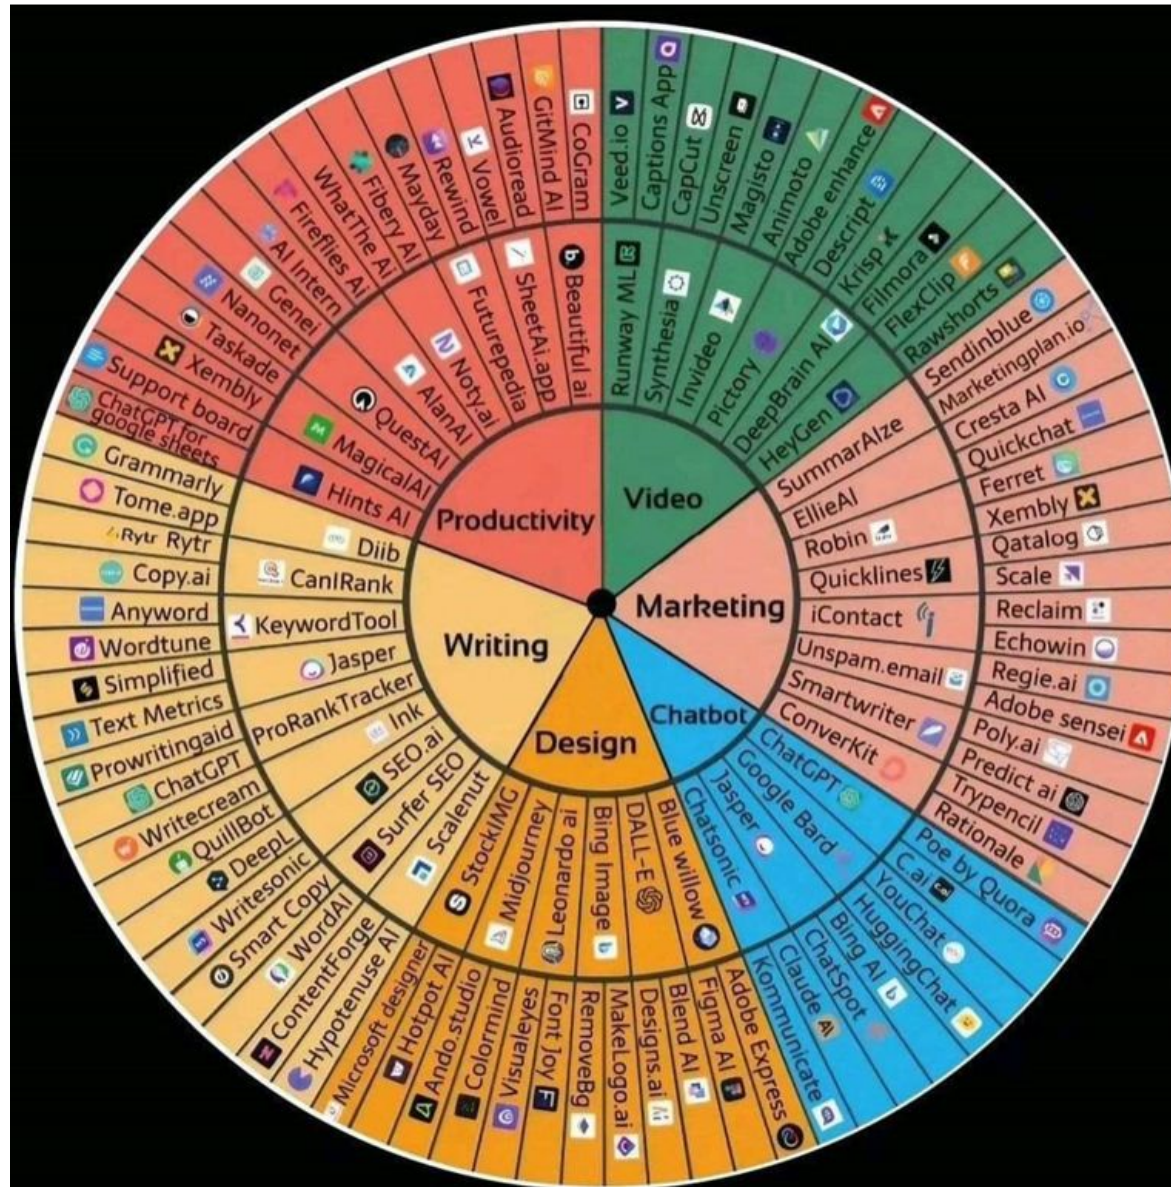 Productivity
Video
Marketing
Chatbot
Design
Writing
Beautiful ai
SheetAi.app
Futurepedia
Noty.ai
AlanAI
QuestAI
MagicalAI
Hints AI
CoGram
GitMind AI
Audioread
Vowel
Rewind
Mayday
Fibery AI
WhatThe Ai
Fireflies Ai
AI Intern
Genei
Nanonet
Taskade
Xembly
Support board
ChatGPT for
google sheets
Runway ML
Synthesia
Invideo
Pictory
DeepBrain AI
HeyGen
Veed.io
Captions App
CapCut
Unscreen
Magisto
Animoto
Adobe enhance
Descript
Krisp
Filmora
FlexClip
Rawshorts
SummarAIze
EllieAI
Robin
Quicklines
iContact
Unspam.email
Smartwriter
ConverKit
Sendinblue
Marketingplan.io
Cresta AI
Quickchat
Ferret
Xembly
Qatalog
Scale
Reclaim
Echowin
Regie.ai
Adobe sensei
Poly.ai
Predict ai
Trypencil
Rationale
ChatGPT
Google Bard
Jasper
Chatsonic
Poe by Quora
C.ai
YouChat
HuggingChat
Bing AI
ChatSpot
Claude
Kommunicate
Blue willow
DALL-E
Bing Image
Leonardo ai
Midjourney
StockIMG
Adobe Express
Figma AI
Blend AI
Designs.ai
MakeLogo.ai
RemoveBg
Font Joy
Visualeyes
Colormind
Ando.studio
Hotpot AI
Microsoft designer
Diib
CanIRank
KeywordTool
Jasper
ProRankTracker
Ink
SEO.ai
Surfer SEO
Scalenut
Grammarly
Tome.app
Rytr Rytr
Copy.ai
Anyword
Wordtune
Simplified
Text Metrics
Prowritingaid
ChatGPT
Writecream
QuillBot
DeepL
Writesonic
Smart Copy
WordAI
ContentForge
Hypotenuse AI